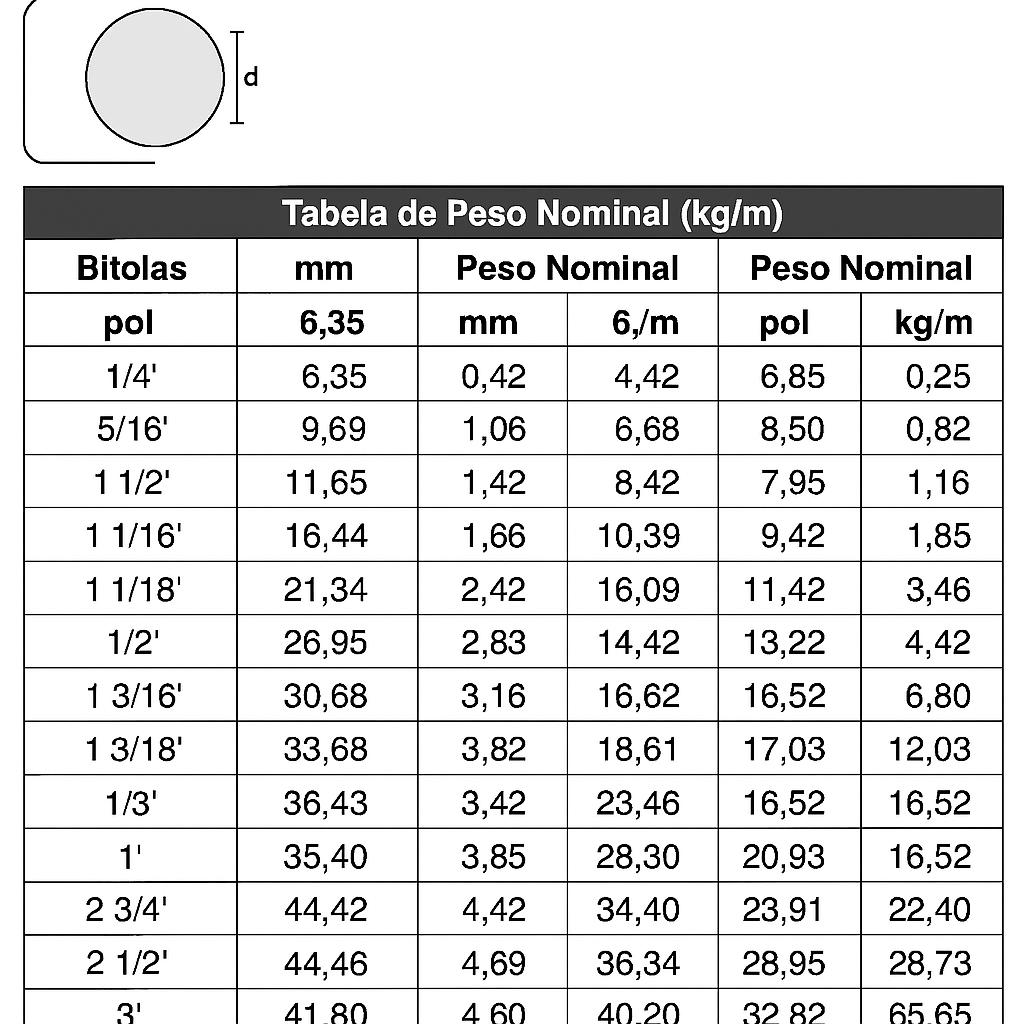 d
Tabela de Peso Nominal (kg/m)
Bitolas mm Peso Nominal Peso Nominal
pol 6,35 mm 6,/m pol kg/m
1/4' 6,35 0,42 4,42 6,85 0,25
5/16' 9,69 1,06 6,68 8,50 0,82
1 1/2' 11,65 1,42 8,42 7,95 1,16
1 1/16' 16,44 1,66 10,39 9,42 1,85
1 1/18' 21,34 2,42 16,09 11,42 3,46
1/2' 26,95 2,83 14,42 13,22 4,42
1 3/16' 30,68 3,16 16,62 16,52 6,80
1 3/18' 33,68 3,82 18,61 17,03 12,03
1/3' 36,43 3,42 23,46 16,52 16,52
1' 35,40 3,85 28,30 20,93 16,52
2 3/4' 44,42 4,42 34,40 23,91 22,40
2 1/2' 44,46 4,69 36,34 28,95 28,73
3' 41,80 4 60 40,20 32 82 65,65